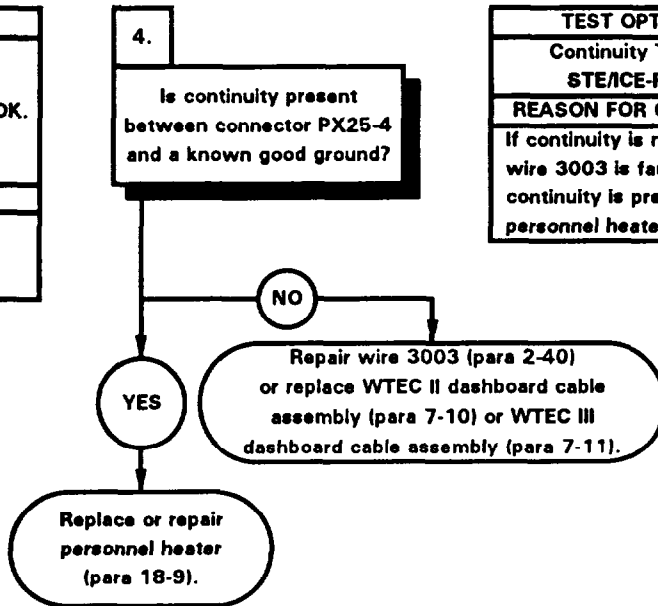 OK.
4.
Is continuity present
between connector PX25-4
and a known good ground?
TEST OPT
Continuity
STE/ICE-
REASON FOR
If continuity is
wire 3003 is
continuity is
personnel
NO
YES
Repair wire 3003 (para 2-40)
or replace WTEC II dashboard cable
assembly (para 7-10) or WTEC III
dashboard cable assembly (para 7-11).
Replace or repair
personnel heater
(para 18-9).